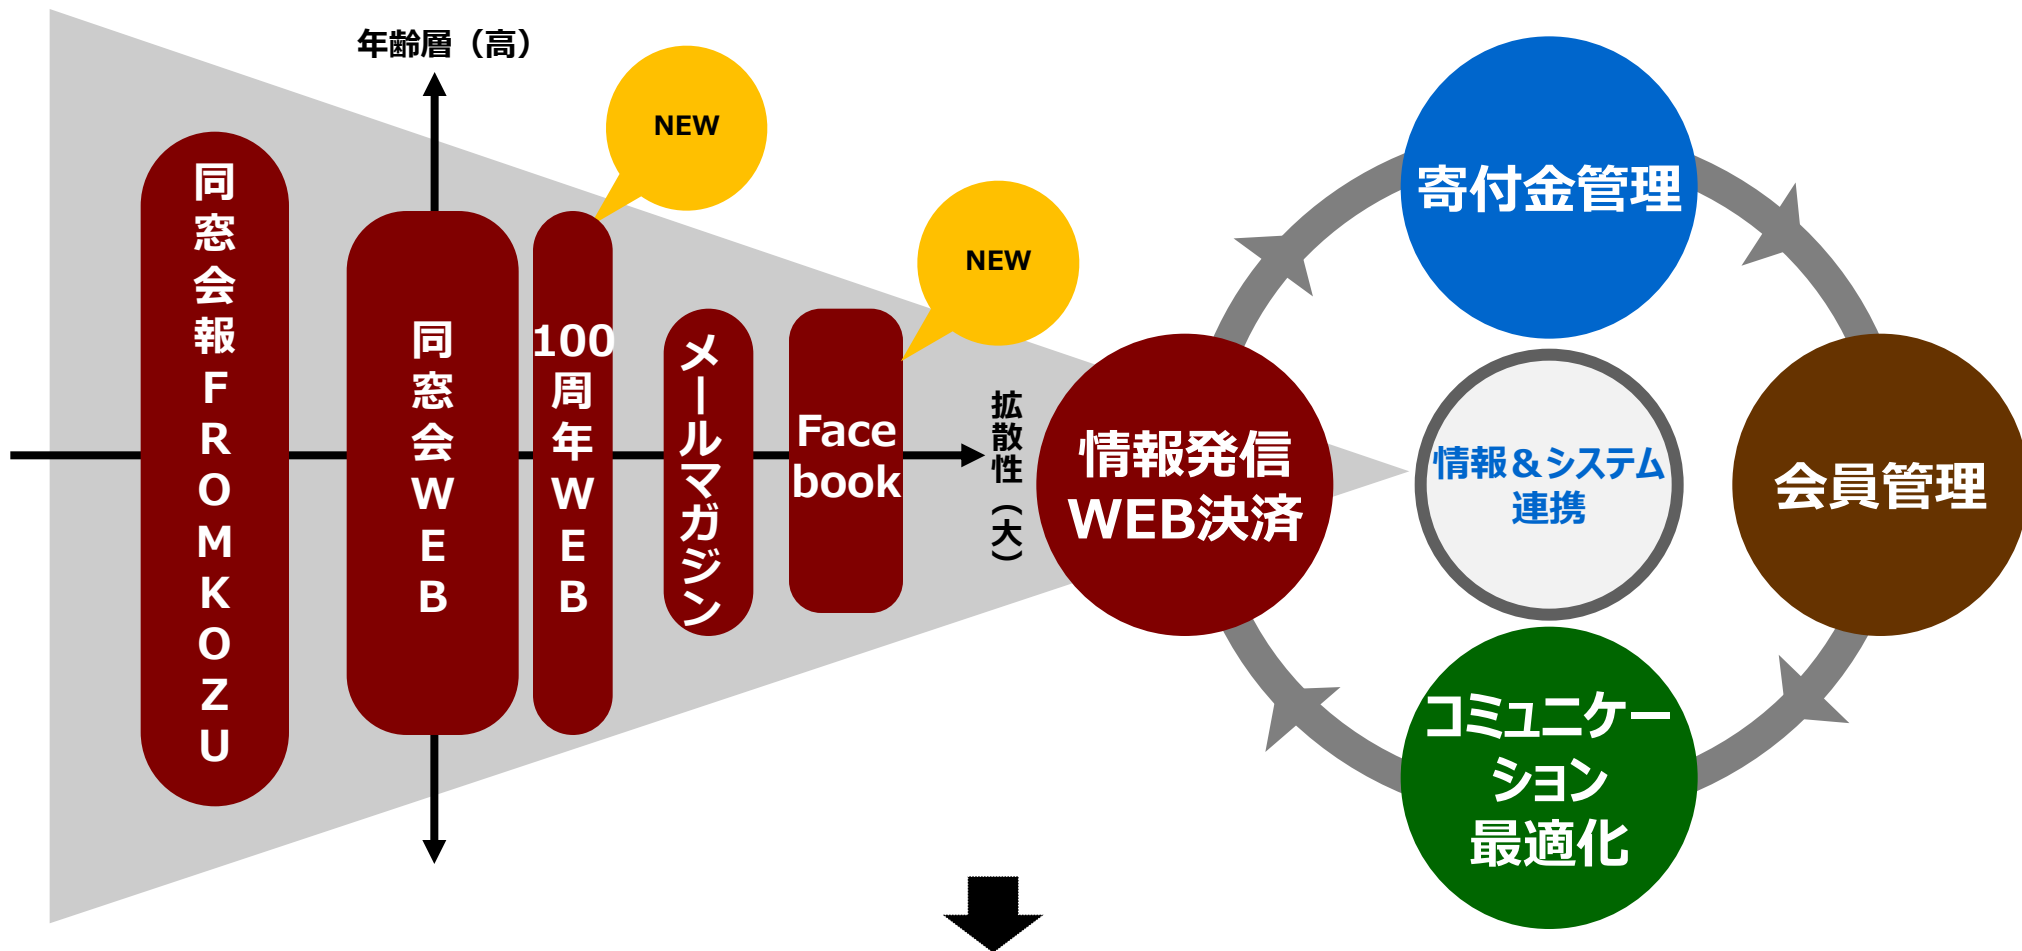 年齢層（高）
NEW
NEW
同窓会報FROMKOZU
同窓会WEB
100周年WEB
メールマガジン
Face
book
拡散性（大）
情報発信
WEB決済
寄付金管理
情報＆システム
連携
会員管理
コミュニケー
ション
最適化